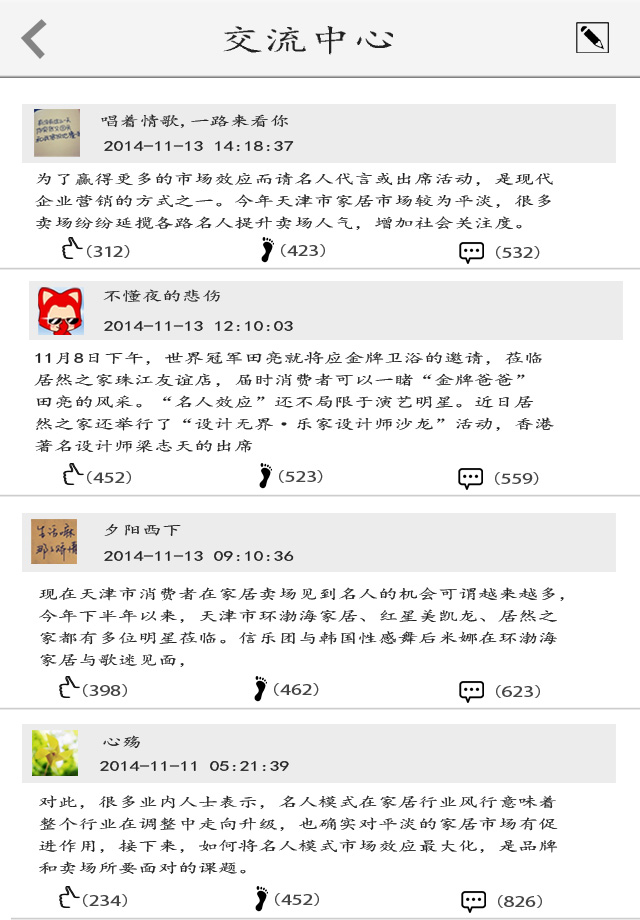 交流中心
唱着情歌,一路来看你
2014-11-13 14:18:37
为了赢得更多的市场效应而请名人代言或出席活动，是现代
企业营销的方式之一。今年天津市家居市场较为平淡，很多
卖场纷纷延揽各路名人提升卖场人气，增加社会关注度。
(312) (423) (532)
不懂夜的悲伤
2014-11-13 12:10:03
11月8日下午，世界冠军田亮就将应金牌卫浴的邀请，莅临
居然之家珠江友谊店，届时消费者可以一睹“金牌爸爸”
田亮的风采。“名人效应”还不局限于演艺明星。近日居
然之家还举行了“设计无界·乐家设计师沙龙”活动，香港
著名设计师梁志天的出席
(452) (523) (559)
夕阳西下
2014-11-13 09:10:36
现在天津市消费者在家居卖场见到名人的机会可谓越来越多，
今年下半年以来，天津市环渤海家居、红星美凯龙、居然之
家都有多位明星莅临。信乐团与韩国性感舞后米娜在环渤海
家居与歌迷见面，
(398) (462) (623)
心殇
2014-11-11 05:21:39
对此，很多业内人士表示，名人模式在家居行业风行意味着
整个行业在调整中走向升级，也确实对平淡的家居市场有促
进作用，接下来，如何将名人模式市场效应最大化，是品牌
和卖场所要面对的课题。
(234) (452) (826)